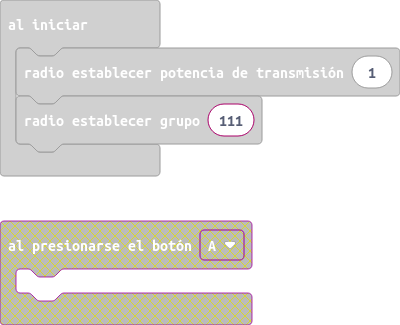 al iniciar
radio establecer potencia de transmisión 1
radio establecer grupo 111
al presionarse el botón A